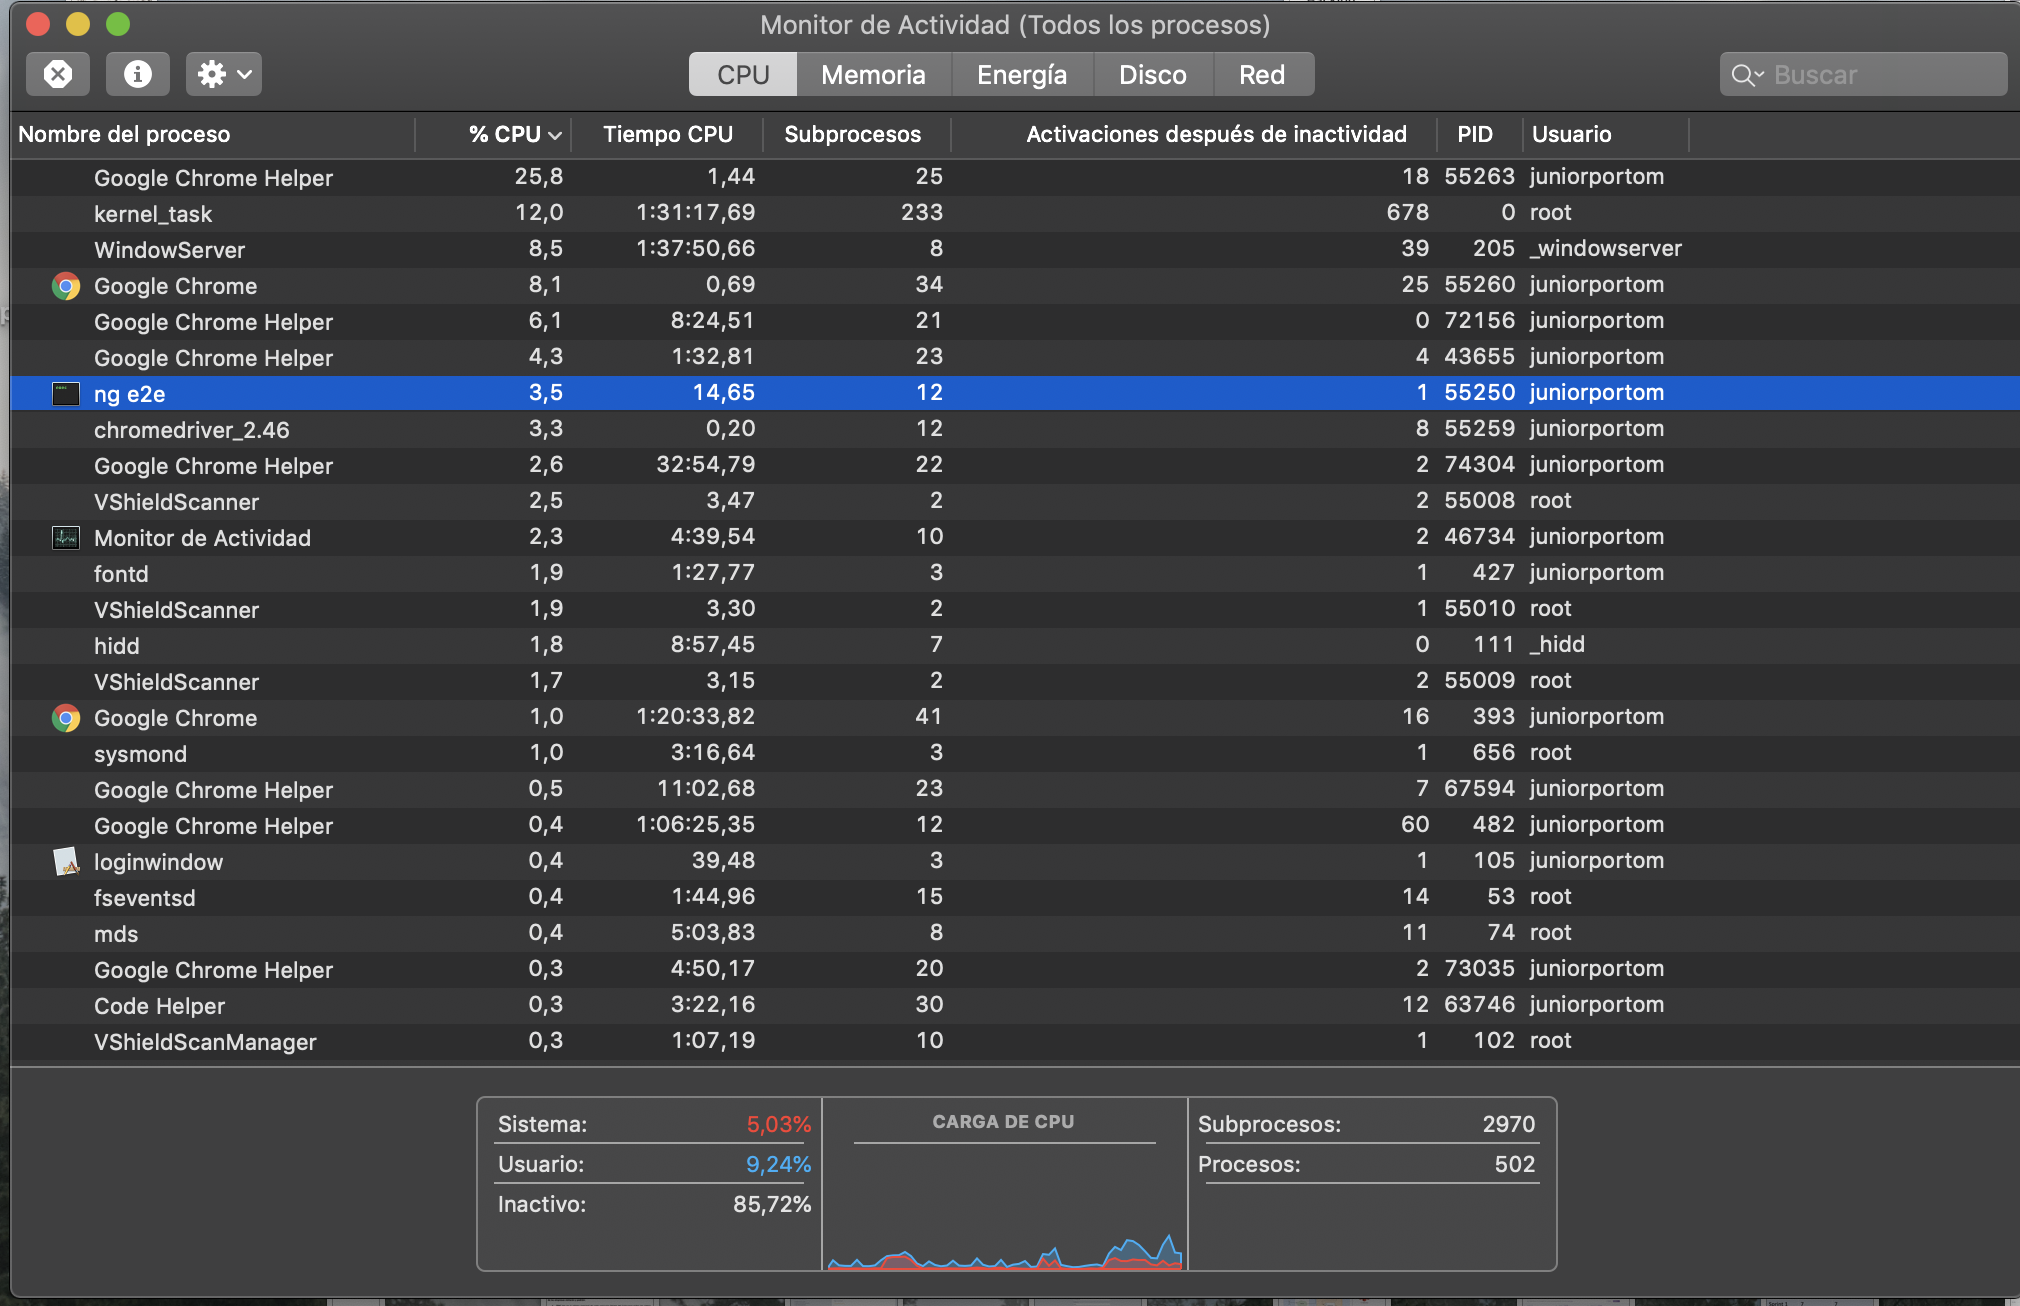 Monitor de Actividad (Todos los procesos)
CPU Memoria Energía Disco Red Buscar
Nombre del proceso % CPU Tiempo CPU Subprocesos Activaciones después de inactividad PID Usuario
Google Chrome Helper 25,8 1,44 25 18 55263 juniorportom
kernel_task 12,0 1:31:17,69 233 678 0 root
WindowServer 8,5 1:37:50,66 8 39 205 _windowserver
Google Chrome 8,1 0,69 34 25 55260 juniorportom
Google Chrome Helper 6,1 8:24,51 21 0 72156 juniorportom
Google Chrome Helper 4,3 1:32,81 23 4 43655 juniorportom
ng e2e 3,5 14,65 12 1 55250 juniorportom
chromedriver_2.46 3,3 0,20 12 8 55259 juniorportom
Google Chrome Helper 2,6 32:54,79 22 2 74304 juniorportom
VShieldScanner 2,5 3,47 2 2 55008 root
Monitor de Actividad 2,3 4:39,54 10 2 46734 juniorportom
fontd 1,9 1:27,77 3 1 427 juniorportom
VShieldScanner 1,9 3,30 2 1 55010 root
hidd 1,8 8:57,45 7 0 111 _hidd
VShieldScanner 1,7 3,15 2 2 55009 root
Google Chrome 1,0 1:20:33,82 41 16 393 juniorportom
sysmond 1,0 3:16,64 3 1 656 root
Google Chrome Helper 0,5 11:02,68 23 7 67594 juniorportom
Google Chrome Helper 0,4 1:06:25,35 12 60 482 juniorportom
loginwindow 0,4 39,48 3 1 105 juniorportom
fseventsd 0,4 1:44,96 15 14 53 root
mds 0,4 5:03,83 8 11 74 root
Google Chrome Helper 0,3 4:50,17 20 2 73035 juniorportom
Code Helper 0,3 3:22,16 30 12 63746 juniorportom
VShieldScanManager 0,3 1:07,19 10 1 102 root
Sistema: 5,03% CARGA DE CPU Subprocesos: 2970
Usuario: 9,24% Procesos: 502
Inactivo: 85,72%